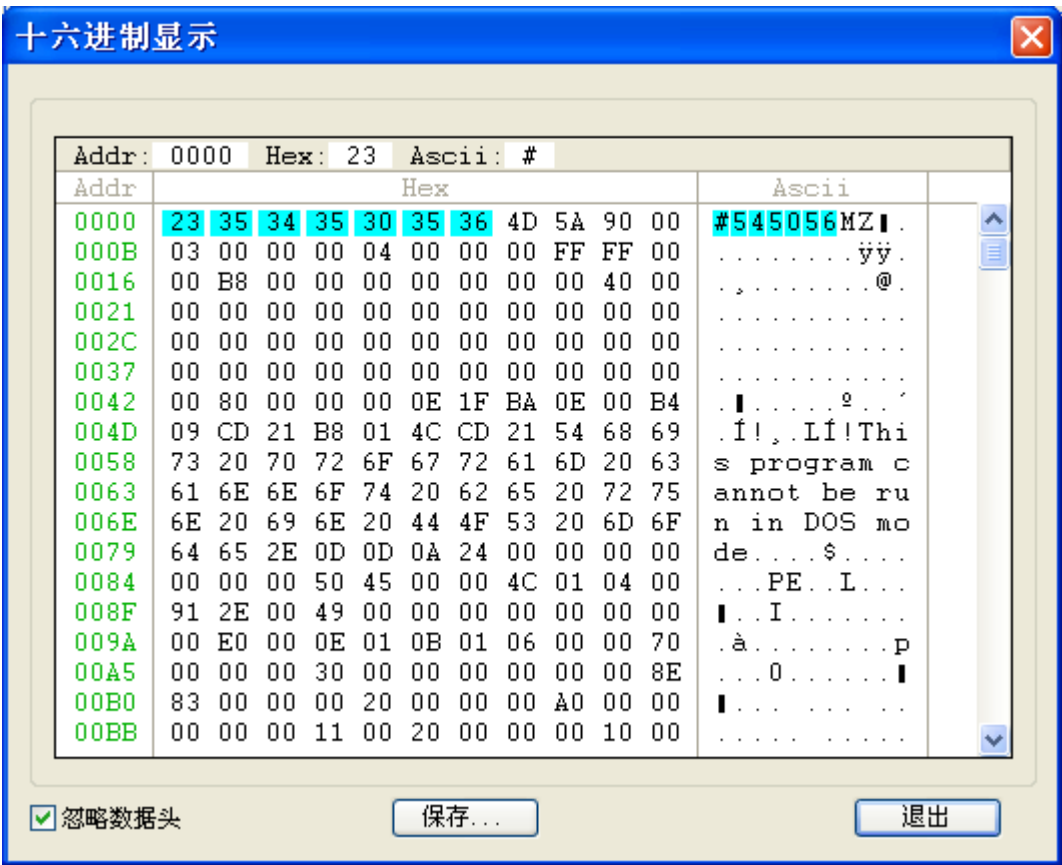 十六进制显示
Addr: 0000 Hex: 23 Ascii: #
Addr Hex Ascii
0000 23 35 34 35 30 35 36 4D 5A 90 00 #545056MZ▮.
000B 03 00 00 00 04 00 00 00 FF FF 00 ........ÿÿ.
0016 00 B8 00 00 00 00 00 00 00 40 00 .¸.......@.
0021 00 00 00 00 00 00 00 00 00 00 00 ...........
002C 00 00 00 00 00 00 00 00 00 00 00 ...........
0037 00 00 00 00 00 00 00 00 00 00 00 ...........
0042 00 80 00 00 00 0E 1F BA 0E 00 B4 .▮.....º..´
004D 09 CD 21 B8 01 4C CD 21 54 68 69 .Í!¸.LÍ!Thi
0058 73 20 70 72 6F 67 72 61 6D 20 63 s program c
0063 61 6E 6E 6F 74 20 62 65 20 72 75 annot be ru
006E 6E 20 69 6E 20 44 4F 53 20 6D 6F n in DOS mo
0079 64 65 2E 0D 0D 0A 24 00 00 00 00 de....$....
0084 00 00 00 50 45 00 00 4C 01 04 00 ...PE..L...
008F 91 2E 00 49 00 00 00 00 00 00 00 ▮..I.......
009A 00 E0 00 0E 01 0B 01 06 00 00 70 .à........p
00A5 00 00 00 30 00 00 00 00 00 00 8E ...0......▮
00B0 83 00 00 00 20 00 00 00 A0 00 00 ▮... ... ..
00BB 00 00 00 11 00 20 00 00 00 10 00 ..... .....
忽略数据头 保存... 退出